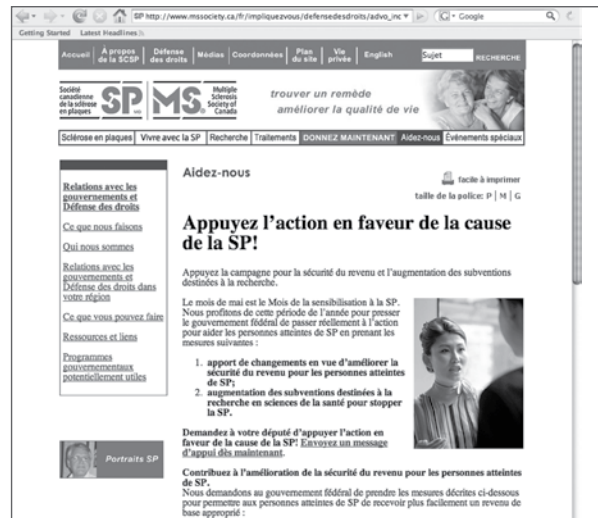 SP http://www.mssociety.ca/fr/impliquezvous/defensedesdroits/advo_inc
Google
Getting Started Latest Headlines
Accueil À propos de la SCSP Défense des droits Médias Coordonnées Plan du site Vie privée English Sujet RECHERCHE
Société canadienne de la sclérose en plaques
SP MS
Multiple Sclerosis Society of Canada
trouver un remède
améliorer la qualité de vie
Sclérose en plaques Vivre avec la SP Recherche Traitements DONNEZ MAINTENANT Aidez-nous Événements spéciaux
Relations avec les
gouvernements et
Défense des droits
Ce que nous faisons
Qui nous sommes
Relations avec les
gouvernements et
Défense des droits dans
votre région
Ce que vous pouvez faire
Ressources et liens
Programmes
gouvernementaux
potentiellement utiles
Portraits SP
Aidez-nous
facile à imprimer
taille de la police: P | M | G
Appuyez l'action en faveur de la cause
de la SP!
Appuyez la campagne pour la sécurité du revenu et l'augmentation des subventions
destinées à la recherche.
Le mois de mai est le Mois de la sensibilisation à la SP.
Nous profitons de cette période de l'année pour presser
le gouvernement fédéral de passer réellement à l'action
pour aider les personnes atteintes de SP en prenant les
mesures suivantes :
1. apport de changements en vue d'améliorer la
sécurité du revenu pour les personnes atteintes
de SP;
2. augmentation des subventions destinées à la
recherche en sciences de la santé pour stopper
la SP.
Demandez à votre député d'appuyer l'action en
faveur de la cause de la SP! Envoyez un message
d'appui dès maintenant.
Contribuez à l'amélioration de la sécurité du revenu pour les personnes atteintes
de SP.
Nous demandons au gouvernement fédéral de prendre les mesures décrites ci-dessous
pour permettre aux personnes atteintes de SP de recevoir plus facilement un revenu de
base approprié :